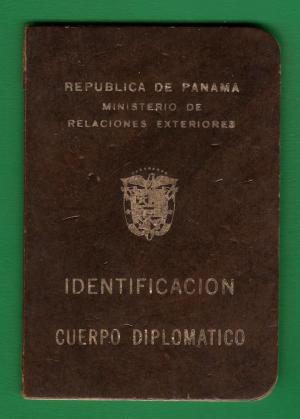 REPUBLICA DE PANAMA
MINISTERIO DE
RELACIONES EXTERIORES
IDENTIFICACION
CUERPO DIPLOMATICO